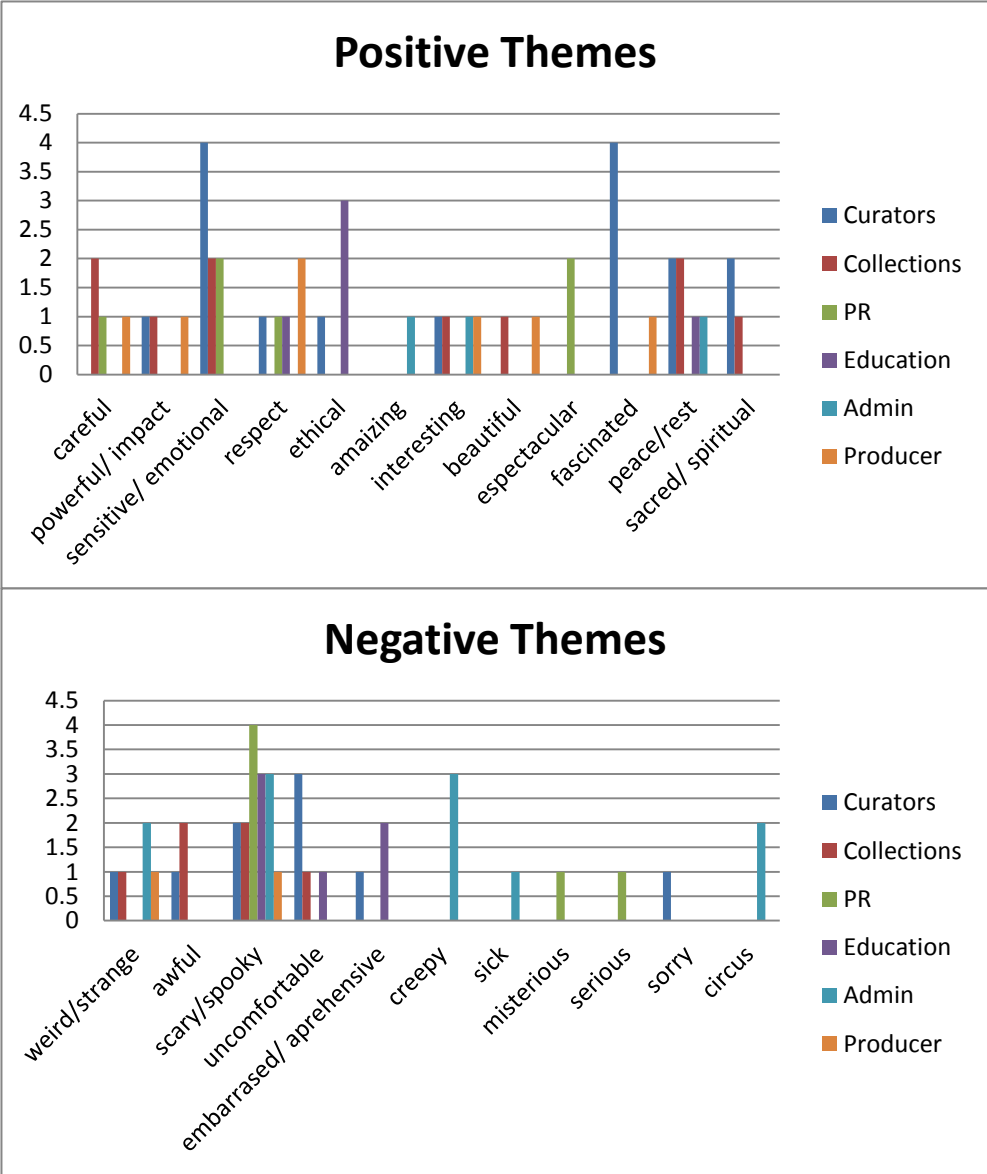 Positive Themes
4.5
4
3.5
3
2.5
2
1.5
1
0.5
0
careful
powerful/ impact
sensitive/ emotional
respect
ethical
amaizing
interesting
beautiful
espectacular
fascinated
peace/rest
sacred/ spiritual
Curators
Collections
PR
Education
Admin
Producer
Negative Themes
4.5
4
3.5
3
2.5
2
1.5
1
0.5
0
weird/strange
awful
scary/spooky
uncomfortable
embarrased/ aprehensive
creepy
sick
misterious
serious
sorry
circus
Curators
Collections
PR
Education
Admin
Producer